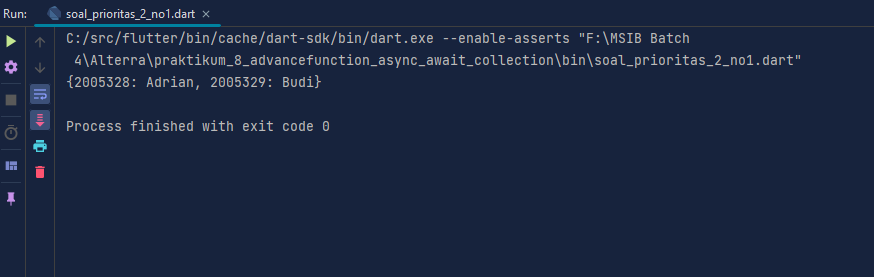 Run: soal_prioritas_2_no1.dart ×
C:/src/flutter/bin/cache/dart-sdk/bin/dart.exe --enable-asserts "F:\MSIB Batch
4\Alterra\praktikum_8_advancefunction_async_await_collection\bin\soal_prioritas_2_no1.dart"
{2005328: Adrian, 2005329: Budi}
Process finished with exit code 0